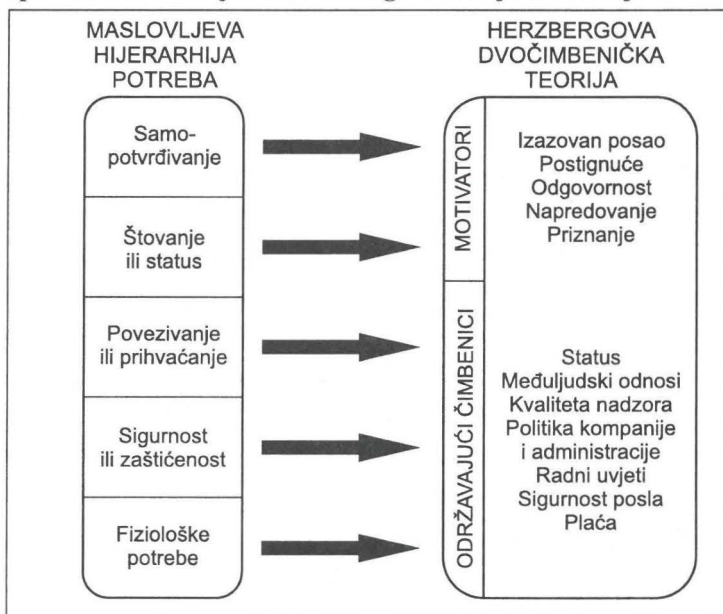 MASLOVLJEVA
HIJERARHIJA
POTREBA
Samo-
potvrđivanje
Štovanje
ili status
Povezivanje
ili prihvaćanje
Sigurnost
ili zaštićenost
Fiziološke
potrebe
HERZBERGOVA
DVOČIMBENIČKA
TEORIJA
MOTIVATORI
Izazovan posao
Postignuće
Odgovornost
Napredovanje
Priznanje
ODRŽAVAJUĆI ČIMBENICI
Status
Međuljudski odnosi
Kvaliteta nadzora
Politika kompanije
i administracije
Radni uvjeti
Sigurnost posla
Plaća